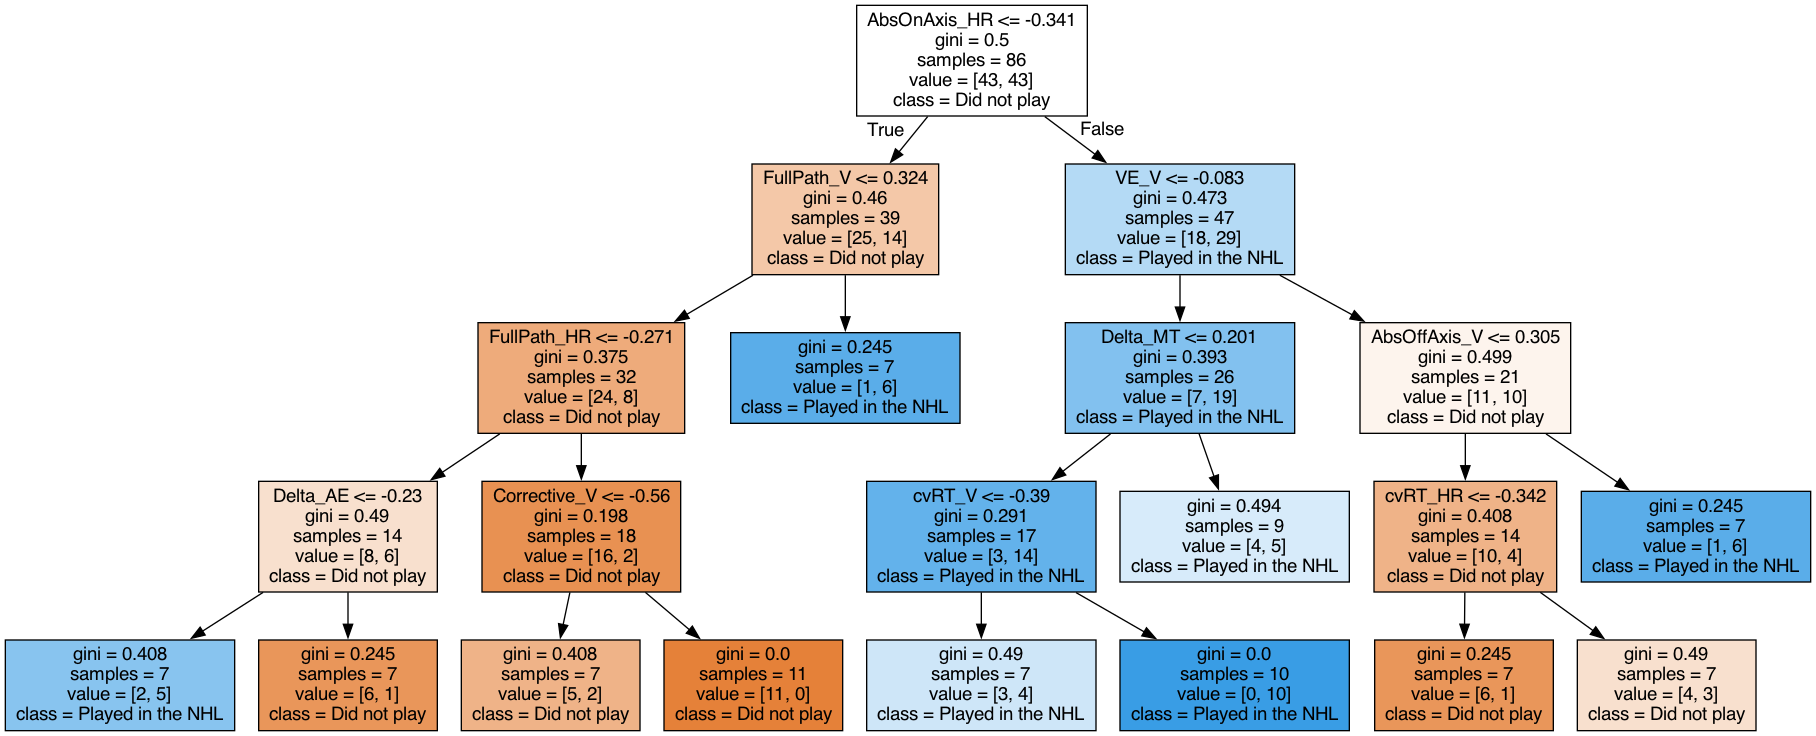 AbsOnAxis_HR <= -0.341
gini = 0.5
samples = 86
value = [43, 43]
class = Did not play
True
False
FullPath_V <= 0.324
gini = 0.46
samples = 39
value = [25, 14]
class = Did not play
VE_V <= -0.083
gini = 0.473
samples = 47
value = [18, 29]
class = Played in the NHL
FullPath_HR <= -0.271
gini = 0.375
samples = 32
value = [24, 8]
class = Did not play
gini = 0.245
samples = 7
value = [1, 6]
class = Played in the NHL
Delta_MT <= 0.201
gini = 0.393
samples = 26
value = [7, 19]
class = Played in the NHL
AbsOffAxis_V <= 0.305
gini = 0.499
samples = 21
value = [11, 10]
class = Did not play
Delta_AE <= -0.23
gini = 0.49
samples = 14
value = [8, 6]
class = Did not play
Corrective_V <= -0.56
gini = 0.198
samples = 18
value = [16, 2]
class = Did not play
cvRT_V <= -0.39
gini = 0.291
samples = 17
value = [3, 14]
class = Played in the NHL
gini = 0.494
samples = 9
value = [4, 5]
class = Played in the NHL
cvRT_HR <= -0.342
gini = 0.408
samples = 14
value = [10, 4]
class = Did not play
gini = 0.245
samples = 7
value = [1, 6]
class = Played in the NHL
gini = 0.408
samples = 7
value = [2, 5]
class = Played in the NHL
gini = 0.245
samples = 7
value = [6, 1]
class = Did not play
gini = 0.408
samples = 7
value = [5, 2]
class = Did not play
gini = 0.0
samples = 11
value = [11, 0]
class = Did not play
gini = 0.49
samples = 7
value = [3, 4]
class = Played in the NHL
gini = 0.0
samples = 10
value = [0, 10]
class = Played in the NHL
gini = 0.245
samples = 7
value = [6, 1]
class = Did not play
gini = 0.49
samples = 7
value = [4, 3]
class = Did not play